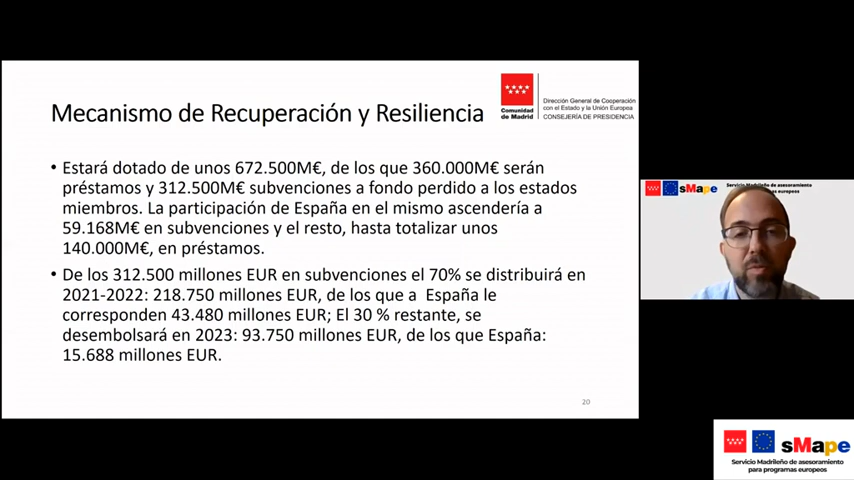 Mecanismo de Recuperación y Resiliencia
Comunidad
de Madrid
Dirección General de Cooperación
con el Estado y la Unión Europea
CONSEJERÍA DE PRESIDENCIA
• Estará dotado de unos 672.500M€, de los que 360.000M€ serán
préstamos y 312.500M€ subvenciones a fondo perdido a los estados
miembros. La participación de España en el mismo ascendería a
59.168M€ en subvenciones y el resto, hasta totalizar unos
140.000M€, en préstamos.
• De los 312.500 millones EUR en subvenciones el 70% se distribuirá en
2021-2022: 218.750 millones EUR, de los que a España le
corresponden 43.480 millones EUR; El 30 % restante, se
desembolsará en 2023: 93.750 millones EUR, de los que España:
15.688 millones EUR.
20
sMape
Servicio Madrileño de asesoramiento
programas europeos
sMape
Servicio Madrileño de asesoramiento
para programas europeos